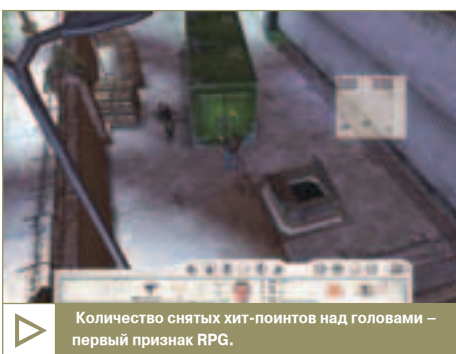 Количество снятых хит-поинтов над головами –
первый признак RPG.